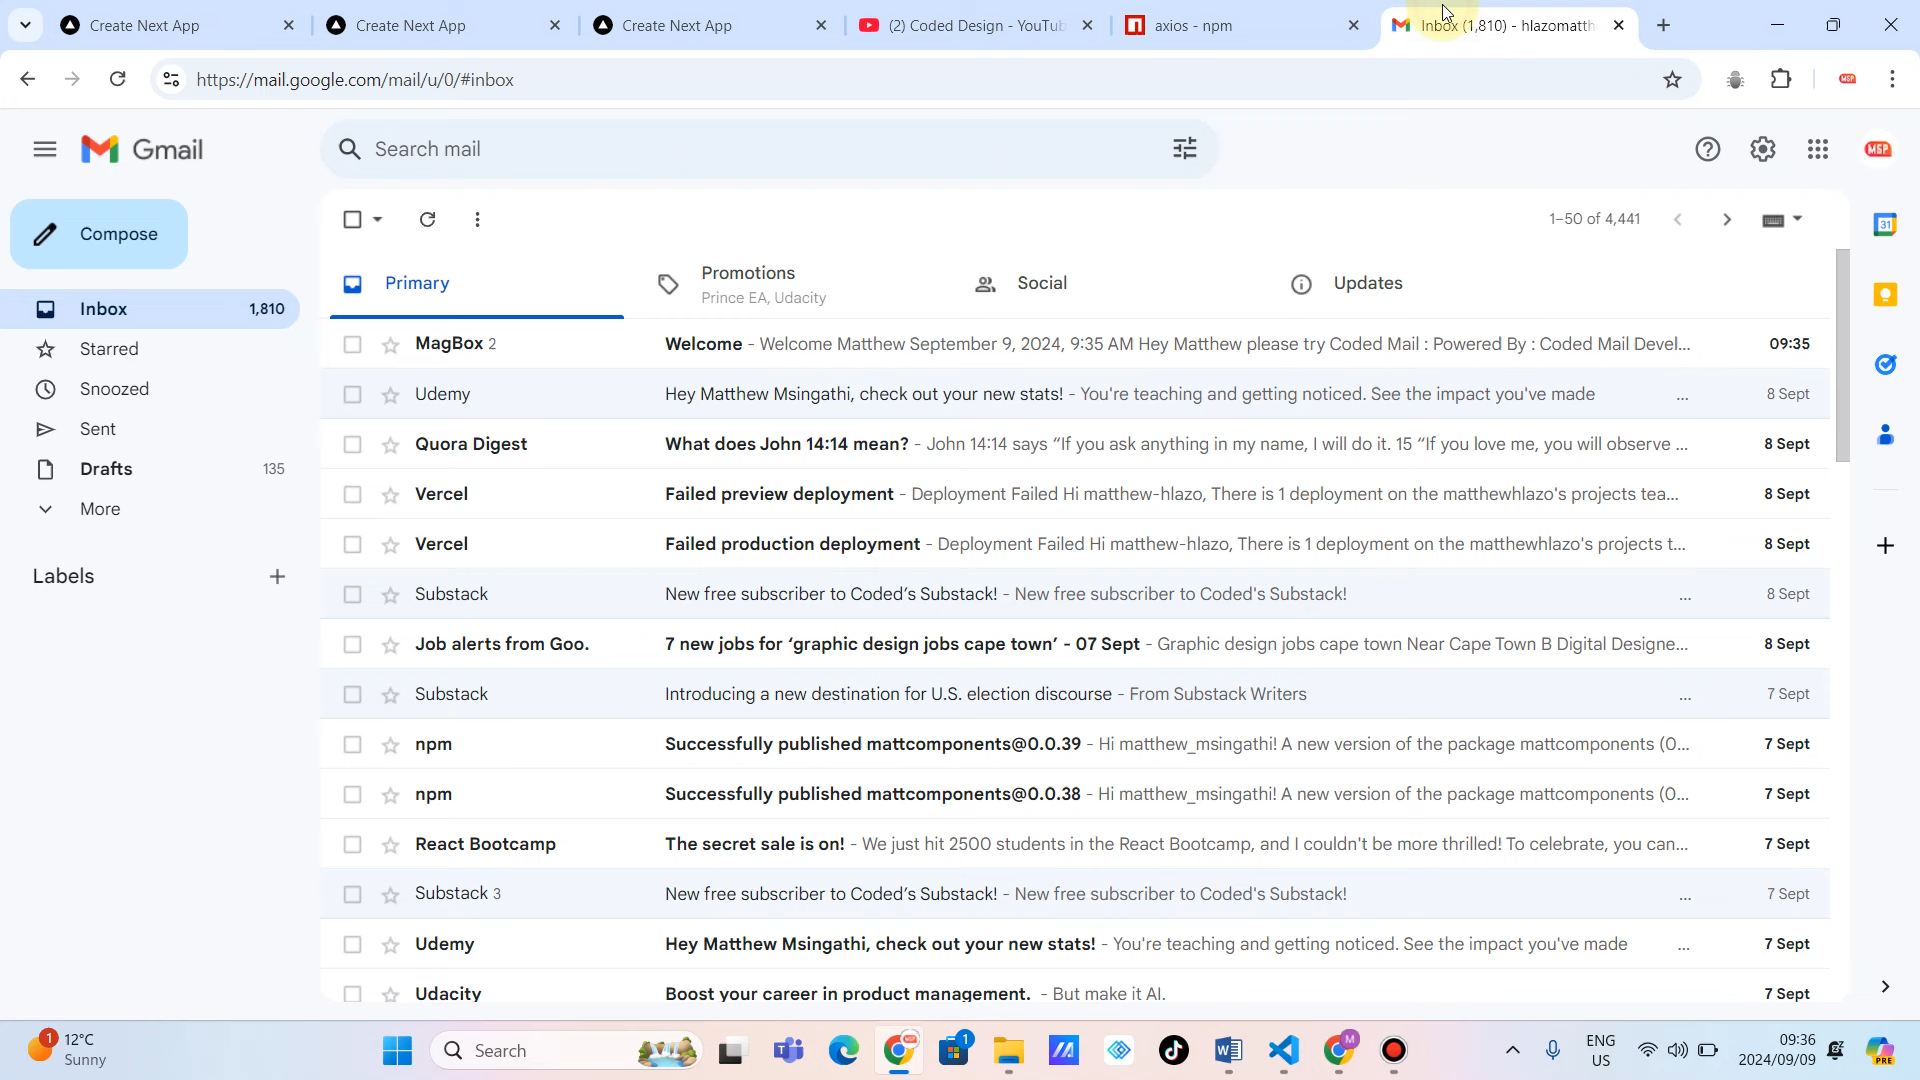 Create Next App
Create Next App
Create Next App
(2) Coded Design - YouTub
axios - npm
Inbox (1,810) - hlazomatth
https://mail.google.com/mail/u/0/#inbox
MSP
Gmail
Search mail
MSP
Compose
1–50 of 4,441
31
Primary
Promotions
Prince EA, Udacity
Social
Updates
Inbox 1,810
Starred
Snoozed
Sent
Drafts 135
More
Labels
MagBox 2 Welcome - Welcome Matthew September 9, 2024, 9:35 AM Hey Matthew please try Coded Mail : Powered By : Coded Mail Devel... 09:35
Udemy Hey Matthew Msingathi, check out your new stats! - You're teaching and getting noticed. See the impact you've made ... 8 Sept
Quora Digest What does John 14:14 mean? - John 14:14 says “If you ask anything in my name, I will do it. 15 “If you love me, you will observe ... 8 Sept
Vercel Failed preview deployment - Deployment Failed Hi matthew-hlazo, There is 1 deployment on the matthewhlazo's projects tea... 8 Sept
Vercel Failed production deployment - Deployment Failed Hi matthew-hlazo, There is 1 deployment on the matthewhlazo's projects t... 8 Sept
Substack New free subscriber to Coded’s Substack! - New free subscriber to Coded's Substack! ... 8 Sept
Job alerts from Goo. 7 new jobs for ‘graphic design jobs cape town’ - 07 Sept - Graphic design jobs cape town Near Cape Town B Digital Designe... 8 Sept
Substack Introducing a new destination for U.S. election discourse - From Substack Writers ... 7 Sept
npm Successfully published mattcomponents@0.0.39 - Hi matthew_msingathi! A new version of the package mattcomponents (0... 7 Sept
npm Successfully published mattcomponents@0.0.38 - Hi matthew_msingathi! A new version of the package mattcomponents (0... 7 Sept
React Bootcamp The secret sale is on! - We just hit 2500 students in the React Bootcamp, and I couldn't be more thrilled! To celebrate, you can... 7 Sept
Substack 3 New free subscriber to Coded’s Substack! - New free subscriber to Coded's Substack! ... 7 Sept
Udemy Hey Matthew Msingathi, check out your new stats! - You're teaching and getting noticed. See the impact you've made ... 7 Sept
Udacity Boost your career in product management. - But make it AI. 7 Sept
1
12°C
Sunny
Search
1
M
ENG
US
09:36
2024/09/09
PRE